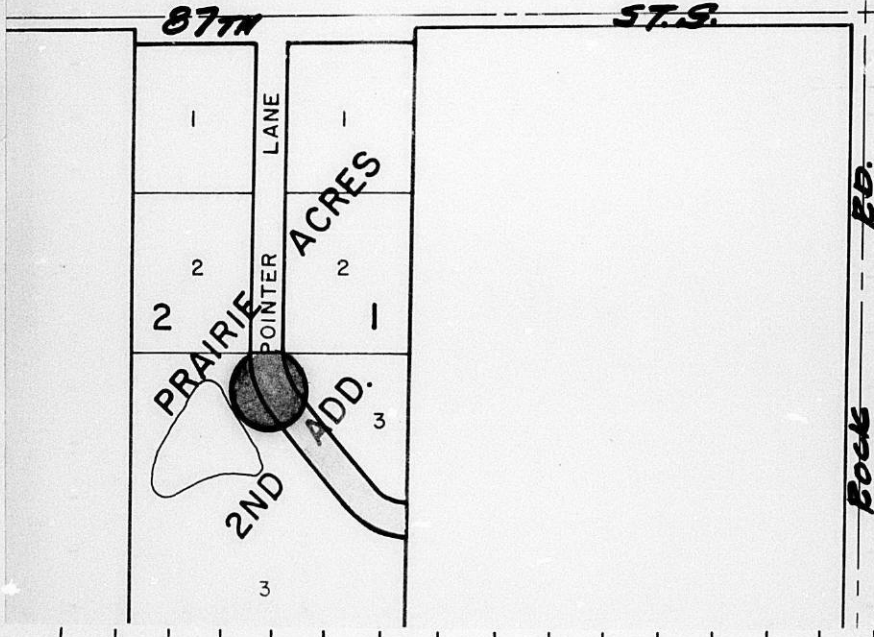 87TH ST. S.
1
LANE
1
ACRES
2
POINTER
2
2
1
PRAIRIE
ADD.
3
2ND
3
ROCK RD.